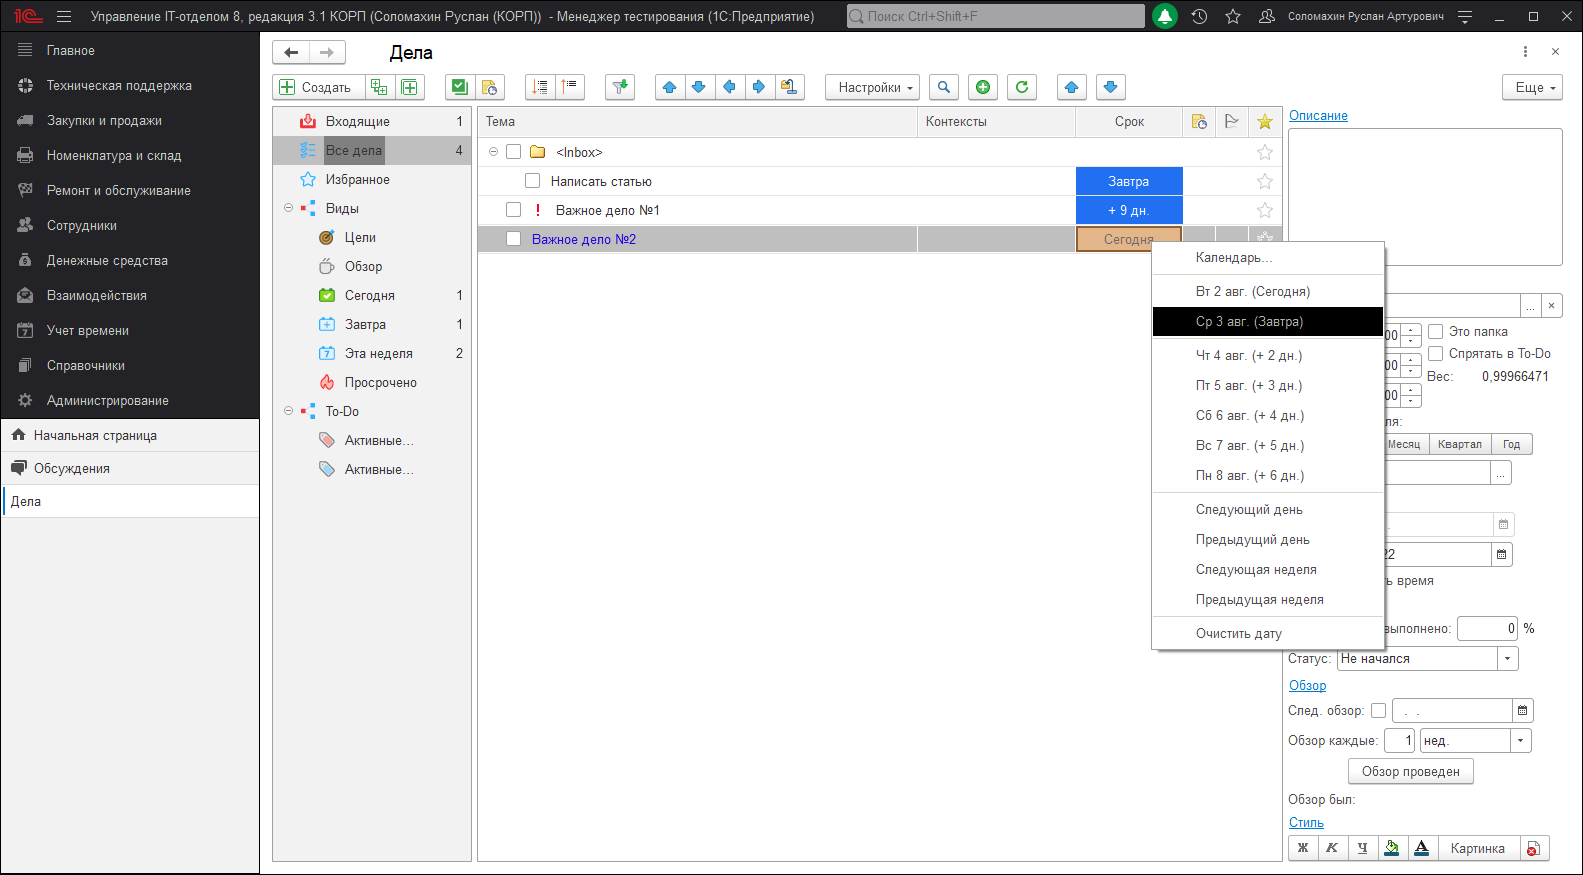 1С Управление IT-отделом 8, редакция 3.1 КОРП (Соломахин Руслан (КОРП)) - Менеджер тестирования (1С:Предприятие)
Поиск Ctrl+Shift+F
Соломахин Руслан Артурович
Главное
Техническая поддержка
Закупки и продажи
Номенклатура и склад
Ремонт и обслуживание
Сотрудники
Денежные средства
Взаимодействия
Учет времени
Справочники
Администрирование
Начальная страница
Обсуждения
Дела
Дела
Создать
Настройки
Еще
Входящие 1
Все дела 4
Избранное
Виды
Цели
Обзор
Сегодня 1
Завтра 1
Эта неделя 2
Просрочено
To-Do
Активные...
Активные...
Тема Контексты Срок
<Inbox>
Написать статью Завтра
! Важное дело №1 + 9 дн.
Важное дело №2 Сегодня
Календарь...
Вт 2 авг. (Сегодня)
Ср 3 авг. (Завтра)
Чт 4 авг. (+ 2 дн.)
Пт 5 авг. (+ 3 дн.)
Сб 6 авг. (+ 4 дн.)
Вс 7 авг. (+ 5 дн.)
Пн 8 авг. (+ 6 дн.)
Следующий день
Предыдущий день
Следующая неделя
Предыдущая неделя
Очистить дату
Описание
... ×
00 Это папка
00 Спрятать в To-Do
Вес: 0,99966471
00
ля:
Месяц Квартал Год
...
.
22
ть время
выполнено: 0 %
Статус: Не начался
Обзор
След. обзор: . .
Обзор каждые: 1 нед.
Обзор проведен
Обзор был:
Стиль
Ж К Ч А Картинка